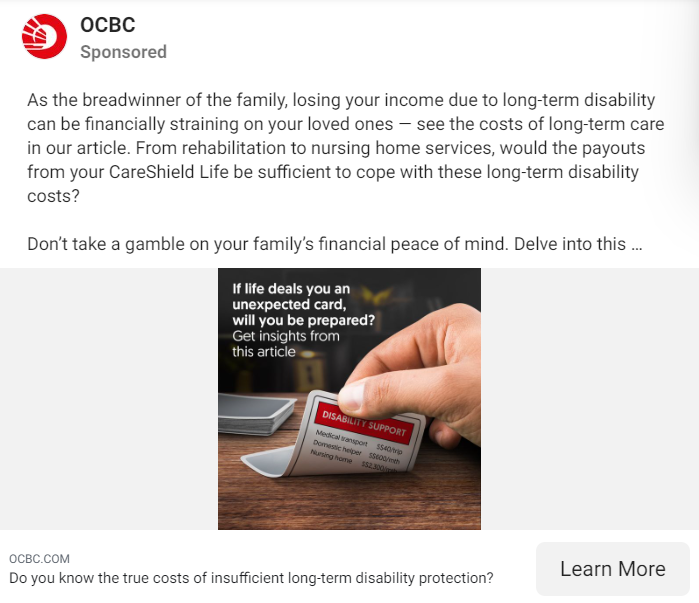 OCBC
Sponsored
As the breadwinner of the family, losing your income due to long-term disability
can be financially straining on your loved ones — see the costs of long-term care
in our article. From rehabilitation to nursing home services, would the payouts
from your CareShield Life be sufficient to cope with these long-term disability
costs?
Don’t take a gamble on your family’s financial peace of mind. Delve into this ...
If life deals you an
unexpected card,
will you be prepared?
Get insights from
this article
DISABILITY SUPPORT
Medical transport S$40/trip
Domestic helper S$600/mth
Nursing home S$2,300/mth
OCBC.COM
Do you know the true costs of insufficient long-term disability protection?
Learn More